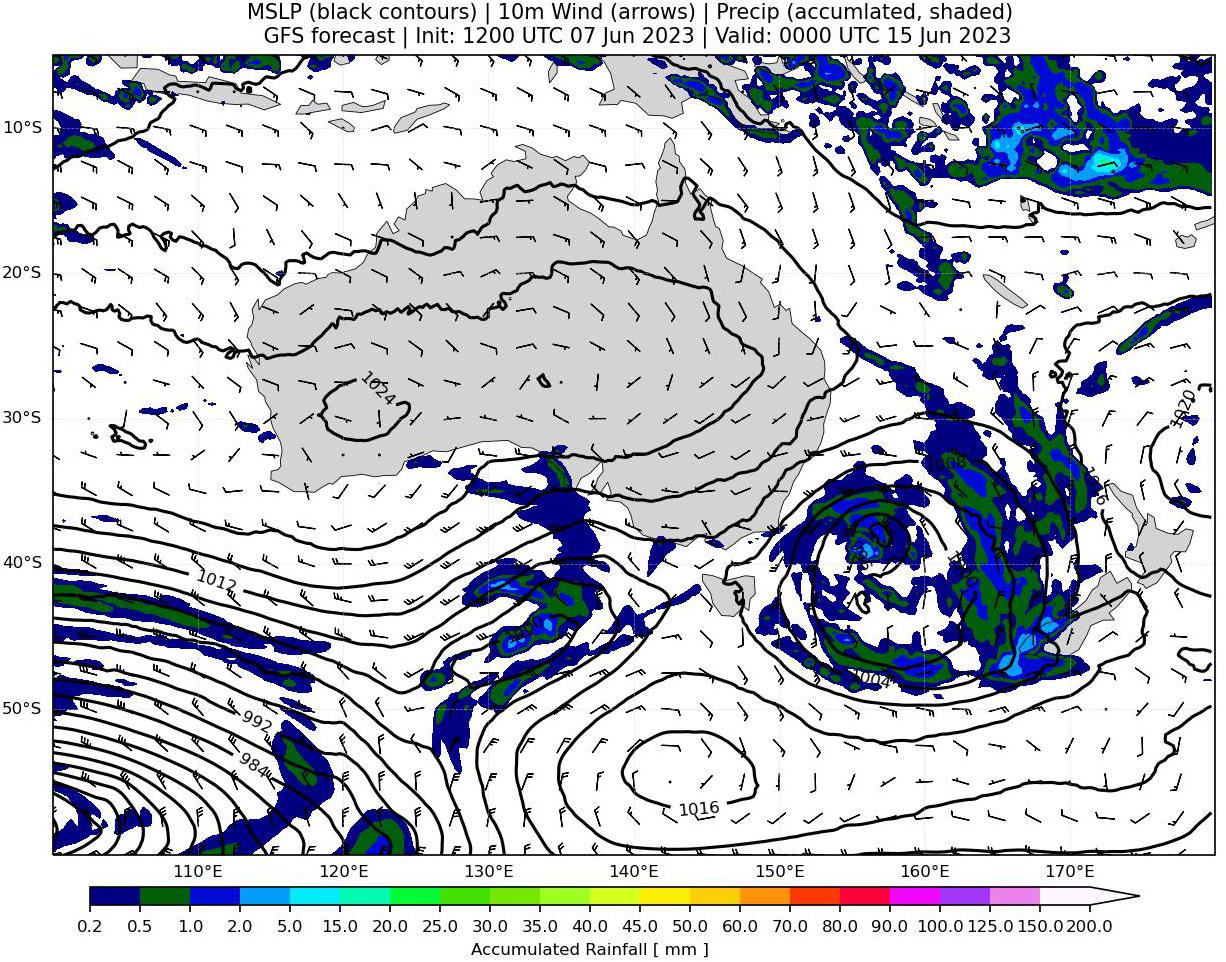 MSLP (black contours) | 10m Wind (arrows) | Precip (accumlated, shaded)
GFS forecast | Init: 1200 UTC 07 Jun 2023 | Valid: 0000 UTC 15 Jun 2023
10°S
20°S
1024
1020
30°S
1008
1016
40°S
1012
50°S
1004
992
984
1016
110°E 120°E 130°E 140°E 150°E 160°E 170°E
0.2 0.5 1.0 2.0 5.0 10.0 15.0 20.0 25.0 30.0 35.0 40.0 45.0 50.0 60.0 70.0 80.0 90.0 100.0 125.0 150.0 200.0
Accumulated Rainfall [ mm ]